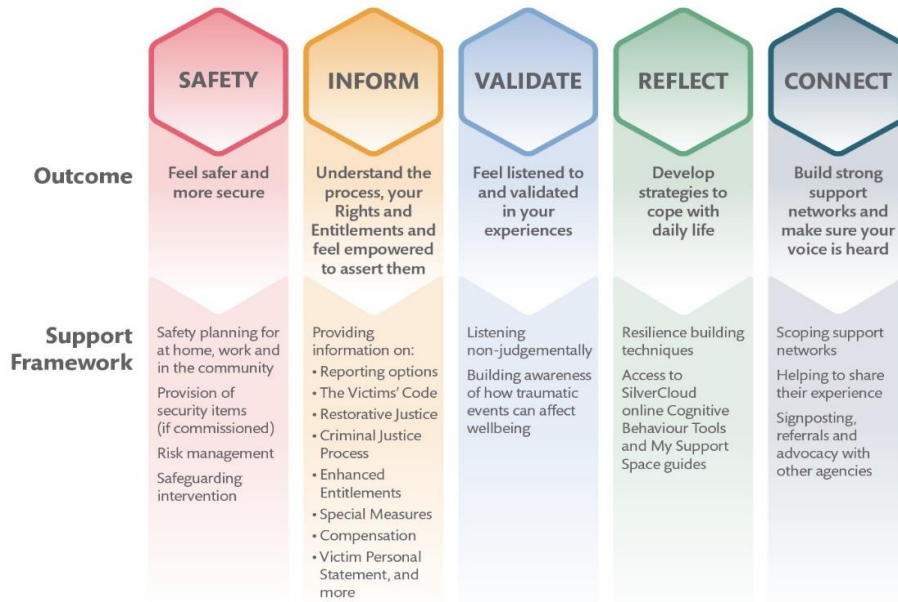 SAFETY
INFORM
VALIDATE
REFLECT
CONNECT
Outcome
Feel safer and
more secure
Understand the
process, your
Rights and
Entitlements and
feel empowered
to assert them
Feel listened to
and validated
in your
experiences
Develop
strategies to
cope with
daily life
Build strong
support
networks and
make sure your
voice is heard
Support
Framework
Safety planning for
at home, work and
in the community
Provision of
security items
(if commissioned)
Risk management
Safeguarding
intervention
Providing
information on:
• Reporting options
• The Victims' Code
• Restorative Justice
• Criminal Justice
Process
• Enhanced
Entitlements
• Special Measures
• Compensation
• Victim Personal
Statement, and
more
Listening
non-judgementally
Building awareness
of how traumatic
events can affect
wellbeing
Resilience building
techniques
Access to
SilverCloud
online Cognitive
Behaviour Tools
and My Support
Space guides
Scoping support
networks
Helping to share
their experience
Signposting,
referrals and
advocacy with
other agencies